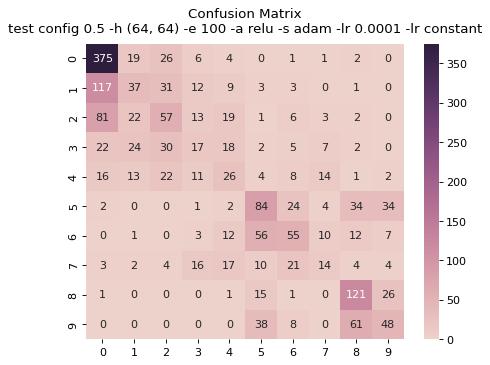 Confusion Matrix
test config 0.5 -h (64, 64) -e 100 -a relu -s adam -lr 0.0001 -lr constant
0 375 19 26 6 4 0 1 1 2 0
1 117 37 31 12 9 3 3 0 1 0
2 81 22 57 13 19 1 6 3 2 0
3 22 24 30 17 18 2 5 7 2 0
4 16 13 22 11 26 4 8 14 1 2
5 2 0 0 1 2 84 24 4 34 34
6 0 1 0 3 12 56 55 10 12 7
7 3 2 4 16 17 10 21 14 4 4
8 1 0 0 0 1 15 1 0 121 26
9 0 0 0 0 0 38 8 0 61 48
0 1 2 3 4 5 6 7 8 9
350
300
250
200
150
100
50
0